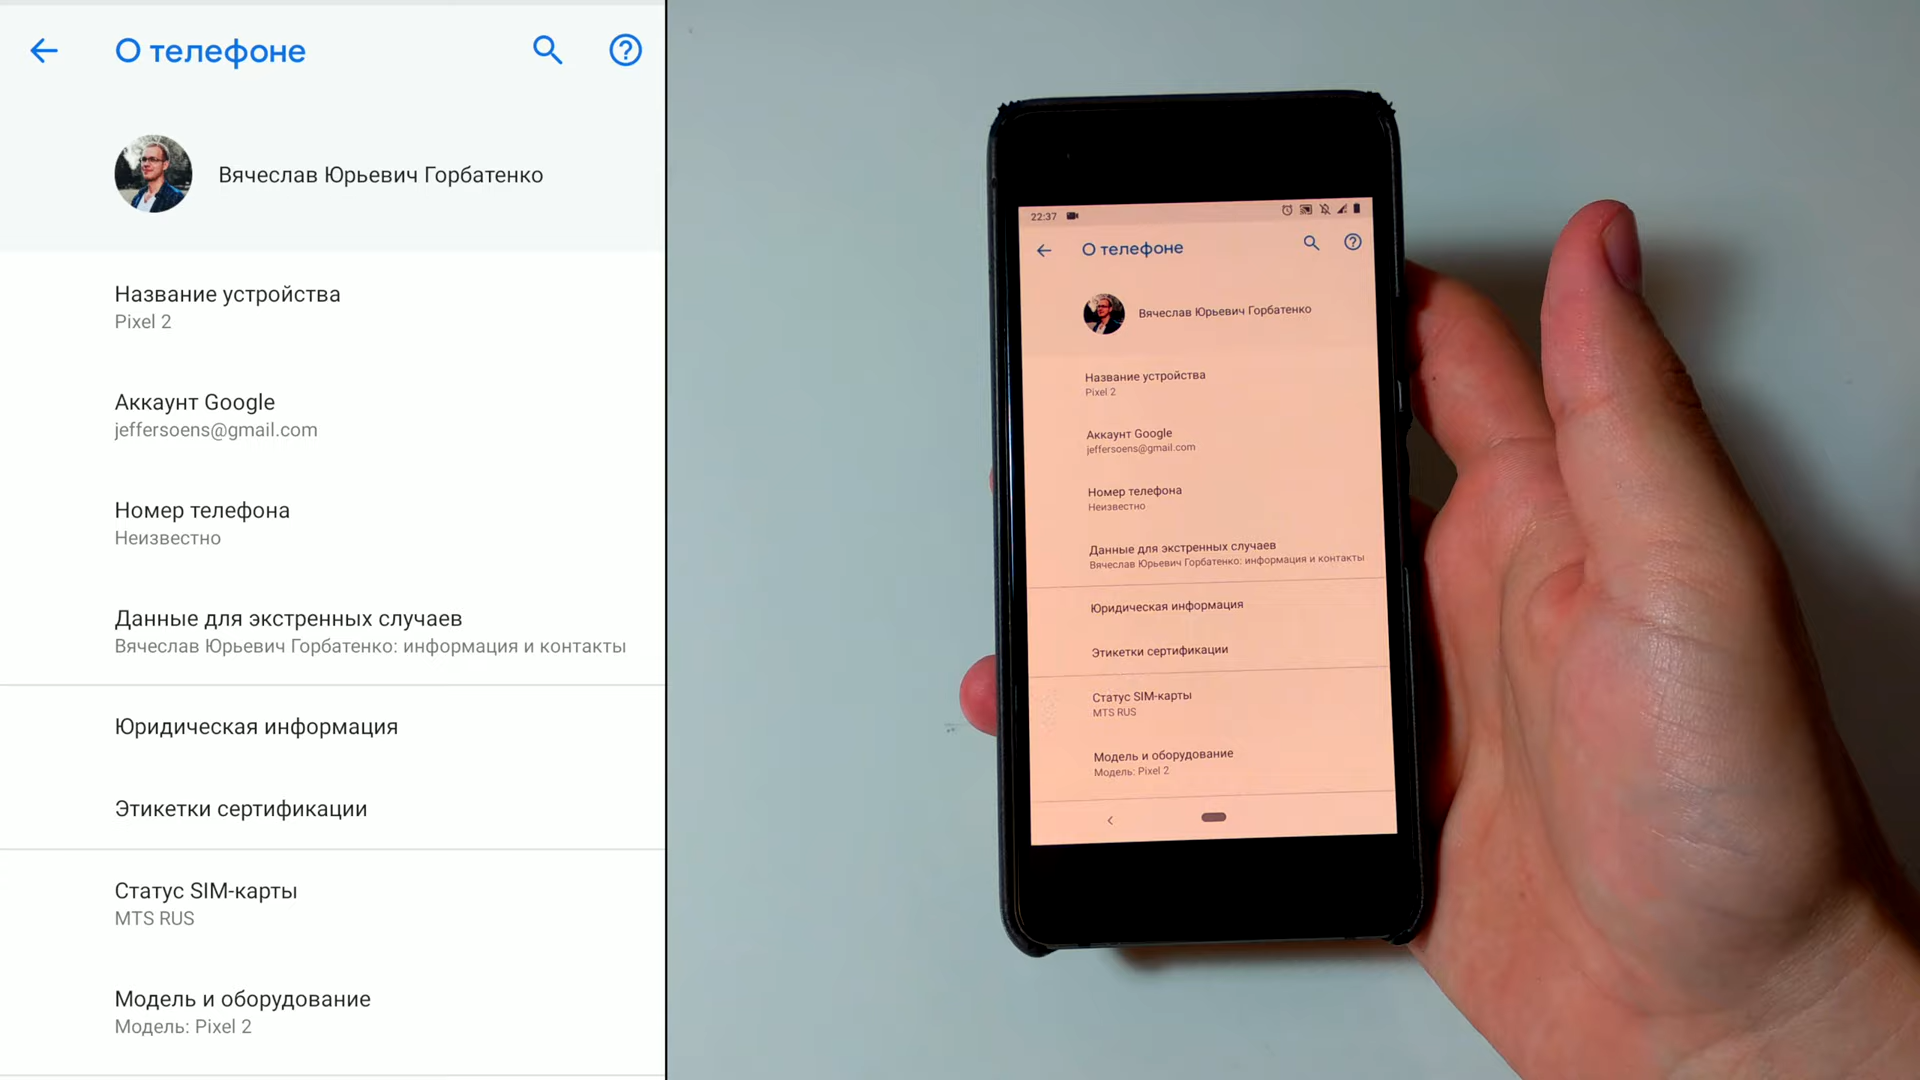 О телефоне
Вячеслав Юрьевич Горбатенко
Название устройства
Pixel 2
Аккаунт Google
jeffersoens@gmail.com
Номер телефона
Неизвестно
Данные для экстренных случаев
Вячеслав Юрьевич Горбатенко: информация и контакты
Юридическая информация
Этикетки сертификации
Статус SIM-карты
MTS RUS
Модель и оборудование
Модель: Pixel 2
22:37
О телефоне
Вячеслав Юрьевич Горбатенко
Название устройства
Pixel 2
Аккаунт Google
jeffersoens@gmail.com
Номер телефона
Неизвестно
Данные для экстренных случаев
Вячеслав Юрьевич Горбатенко: информация и контакты
Юридическая информация
Этикетки сертификации
Статус SIM-карты
MTS RUS
Модель и оборудование
Модель: Pixel 2